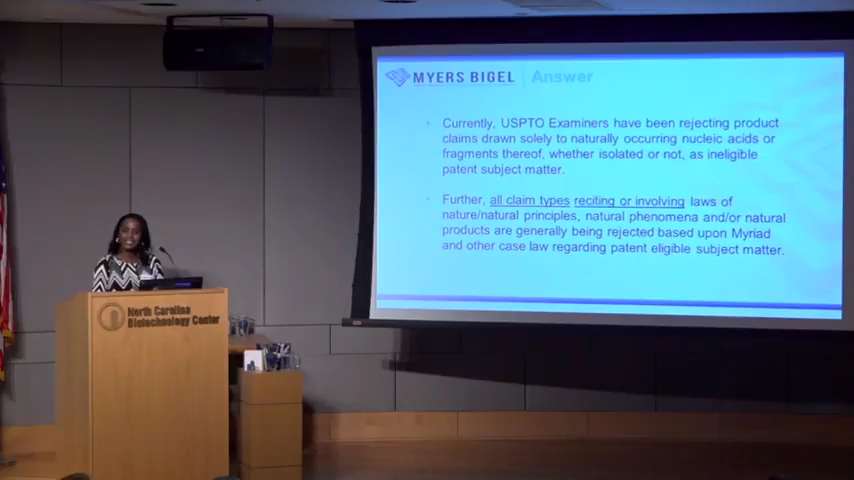 MYERS BIGEL
Answer
Currently, USPTO Examiners have been rejecting product
claims drawn solely to naturally occurring nucleic acids or
fragments thereof, whether isolated or not, as ineligible
patent subject matter.
Further, all claim types reciting or involving laws of
nature/natural principles, natural phenomena and/or natural
products are generally being rejected based upon Myriad
and other case law regarding patent eligible subject matter.
North Carolina
Biotechnology Center